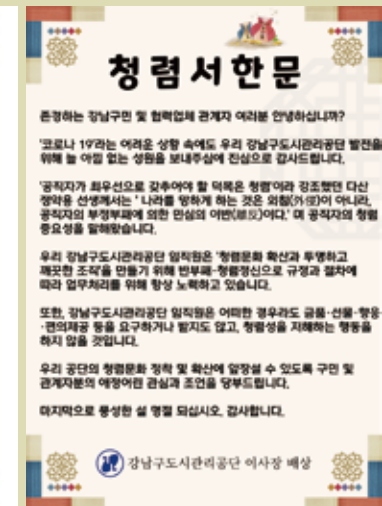 청렴서한문
존경하는 강남구민 및 협력업체 관계자 여러분 안녕하십니까?
'코로나 19'라는 어려운 상황 속에도 우리 강남구도시관리공단 발전을
위해 늘 아낌 없는 성원을 보내주심에 진심으로 감사드립니다.
'공직자가 최우선으로 갖추어야 할 덕목은 청렴'이라 강조했던 다산
정약용 선생께서는 ' 나라를 망하게 하는 것은 외침(外侵)이 아니라,
공직자의 부정부패에 의한 민심의 이반(離反)이다.' 며 공직자의 청렴
중요성을 말해왔습니다.
우리 강남구도시관리공단 임직원은 '청렴문화 확산과 투명하고
깨끗한 조직'을 만들기 위해 반부패·청렴정신으로 규정과 절차에
따라 업무처리를 위해 항상 노력하고 있습니다.
또한, 강남구도시관리공단 임직원은 어떠한 경우라도 금품·선물·향응
·편의제공 등을 요구하거나 받지도 않고, 청렴성을 저해하는 행동을
하지 않을 것입니다.
우리 공단의 청렴문화 정착 및 확산에 앞장설 수 있도록 구민 및
관계자분의 애정어린 관심과 조언을 당부드립니다.
마지막으로 풍성한 설 명절 되십시오. 감사합니다.
강남구도시관리공단 이사장 배상